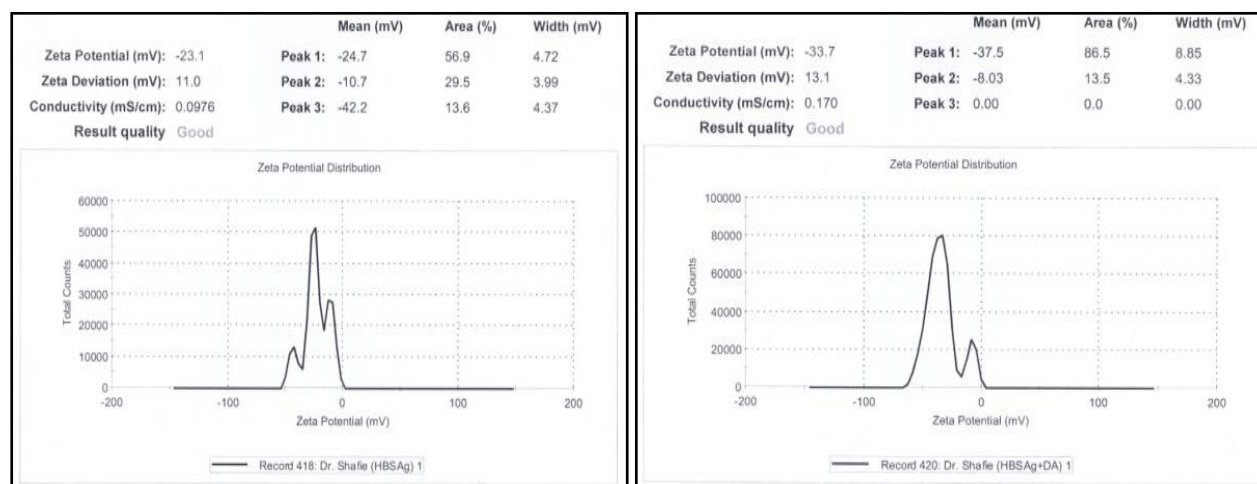 Mean (mV) Area (%) Width (mV)
Zeta Potential (mV): -23.1 Peak 1: -24.7 56.9 4.72
Zeta Deviation (mV): 11.0 Peak 2: -10.7 29.5 3.99
Conductivity (mS/cm): 0.0976 Peak 3: -42.2 13.6 4.37
Result quality Good
Zeta Potential Distribution
60000
50000
40000
30000
20000
10000
0
Total Counts
-200 -100 0 100 200
Zeta Potential (mV)
Record 418: Dr. Shafie (HBSAg) 1
Mean (mV) Area (%) Width (mV)
Zeta Potential (mV): -33.7 Peak 1: -37.5 86.5 8.85
Zeta Deviation (mV): 13.1 Peak 2: -8.03 13.5 4.33
Conductivity (mS/cm): 0.170 Peak 3: 0.00 0.0 0.00
Result quality Good
Zeta Potential Distribution
100000
80000
60000
40000
20000
0
Total Counts
-200 -100 0 100 200
Zeta Potential (mV)
Record 420: Dr. Shafie (HBSAg+DA) 1